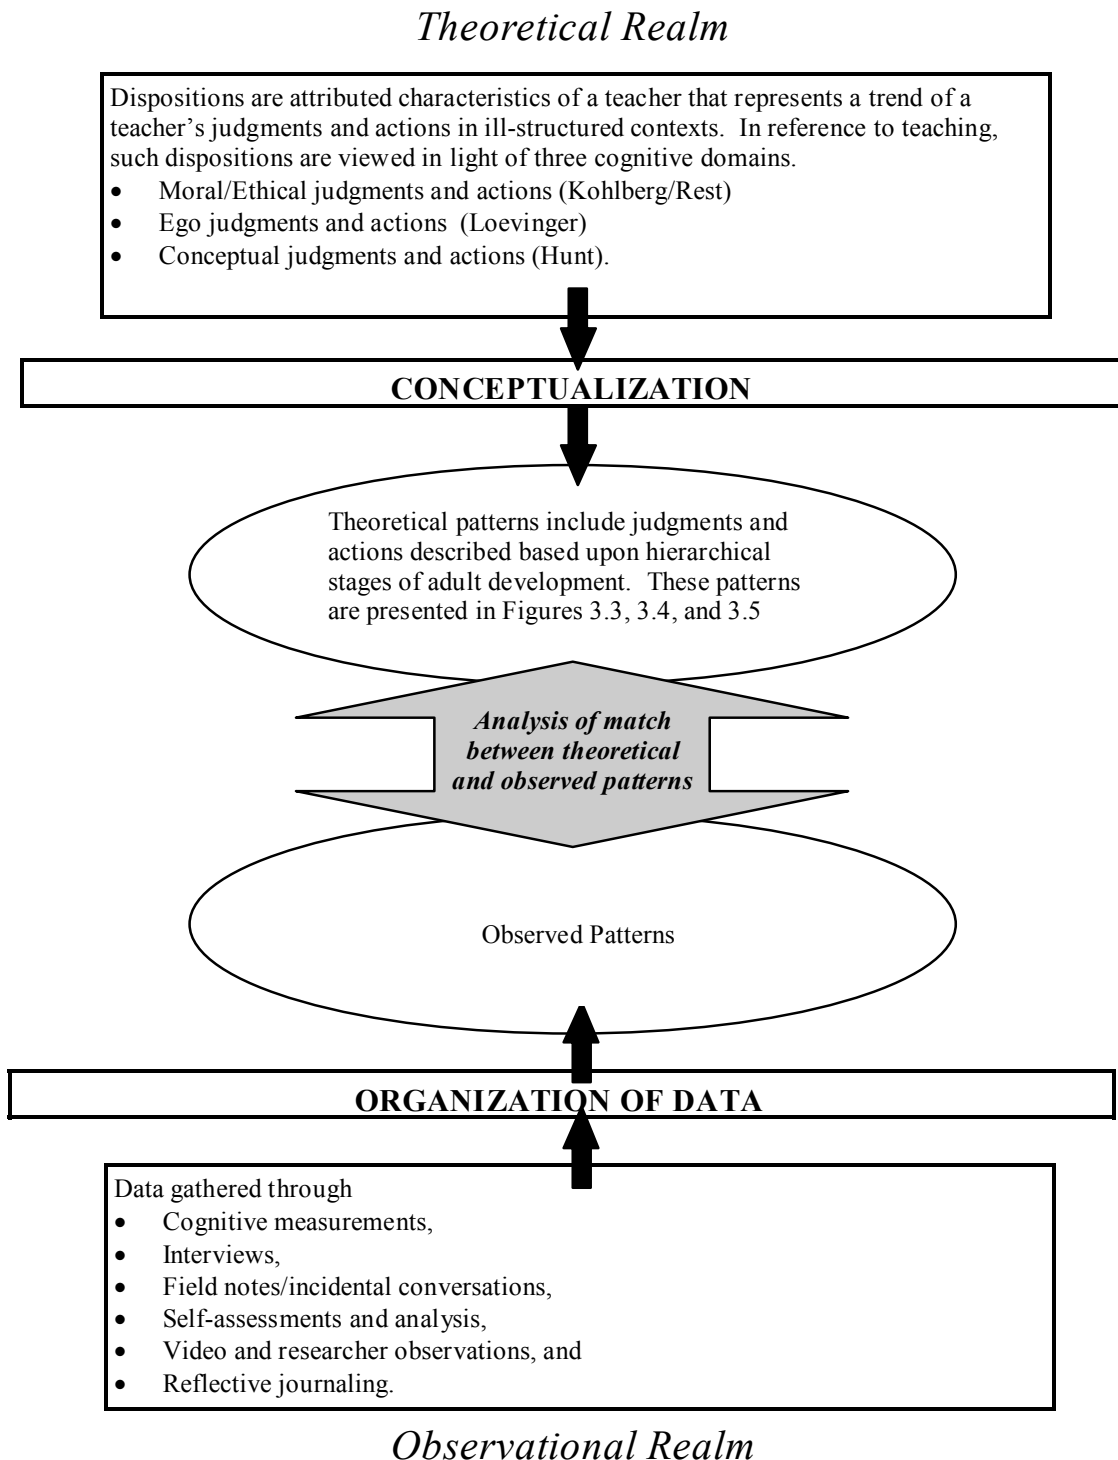 Theoretical Realm
Dispositions are attributed characteristics of a teacher that represents a trend of a
teacher’s judgments and actions in ill-structured contexts.  In reference to teaching,
such dispositions are viewed in light of three cognitive domains.
• Moral/Ethical judgments and actions (Kohlberg/Rest)
• Ego judgments and actions  (Loevinger)
• Conceptual judgments and actions (Hunt).
CONCEPTUALIZATION
Theoretical patterns include judgments and
actions described based upon hierarchical
stages of adult development.  These patterns
are presented in Figures 3.3, 3.4, and 3.5
Analysis of match
between theoretical
and observed patterns
Observed Patterns
ORGANIZATION OF DATA
Data gathered through
• Cognitive measurements,
• Interviews,
• Field notes/incidental conversations,
• Self-assessments and analysis,
• Video and researcher observations, and
• Reflective journaling.
Observational Realm